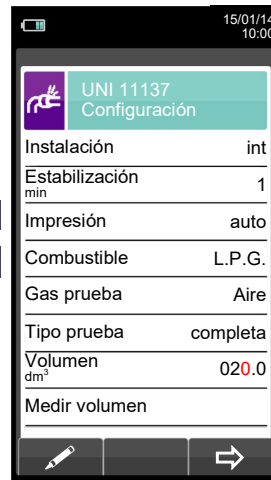 15/01/14
10:00
UNI 11137
Configuración
Instalación int
Estabilización 1
min
Impresión auto
Combustible L.P.G.
Gas prueba Aire
Tipo prueba completa
Volumen 020.0
dm³
Medir volumen